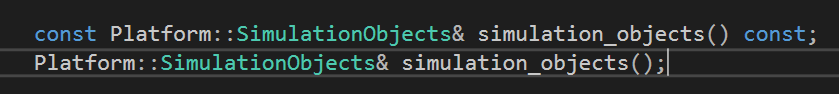 const Platform::SimulationObjects& simulation_objects() const;
Platform::SimulationObjects& simulation_objects();